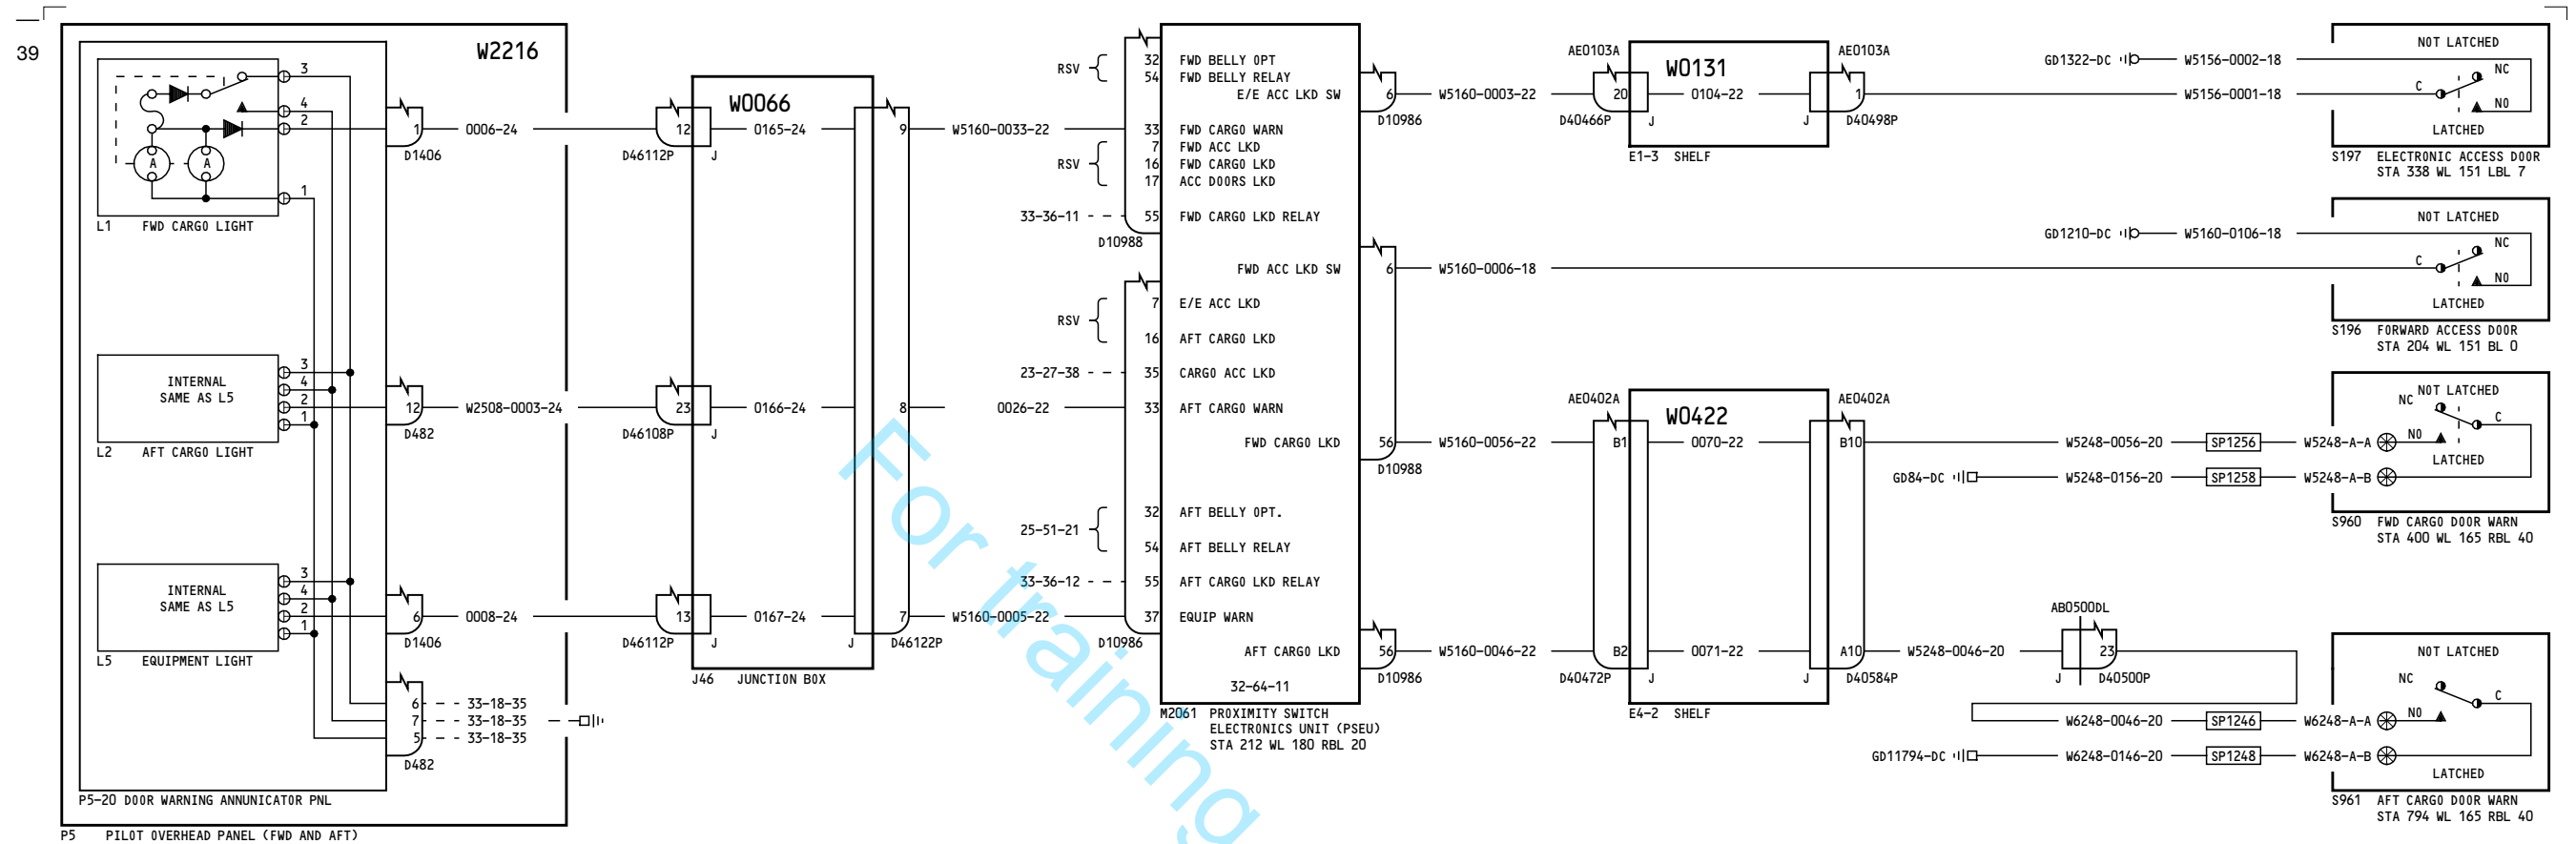 39
W2216
3
4
2
1
L1 FWD CARGO LIGHT
A A
1
D1406
0006-24
INTERNAL
SAME AS L5
3
4
2
1
L2 AFT CARGO LIGHT
12
D482
W2508-0003-24
INTERNAL
SAME AS L5
3
4
2
1
L5 EQUIPMENT LIGHT
6
D1406
0008-24
6 33-18-35
7 33-18-35
5 33-18-35
D482
P5-20 DOOR WARNING ANNUNICATOR PNL
P5 PILOT OVERHEAD PANEL (FWD AND AFT)
W0066
12 0165-24 9 W5160-0033-22
D46112P J
23 0166-24 8 0026-22
D46108P J
13 0167-24 7 W5160-0005-22
D46112P J J D46122P
J46 JUNCTION BOX
RSV
32 FWD BELLY OPT
54 FWD BELLY RELAY
E/E ACC LKD SW 6
D10986
33 FWD CARGO WARN
RSV
7 FWD ACC LKD
16 FWD CARGO LKD
17 ACC DOORS LKD
33-36-11 55 FWD CARGO LKD RELAY
D10988
FWD ACC LKD SW 6
RSV
7 E/E ACC LKD
16 AFT CARGO LKD
23-27-38 35 CARGO ACC LKD
33 AFT CARGO WARN
FWD CARGO LKD 56
D10988
25-51-21
32 AFT BELLY OPT.
54 AFT BELLY RELAY
33-36-12 55 AFT CARGO LKD RELAY
37 EQUIP WARN
D10986
AFT CARGO LKD 56
D10986
32-64-11
M2061 PROXIMITY SWITCH
ELECTRONICS UNIT (PSEU)
STA 212 WL 180 RBL 20
AE0103A AE0103A
W0131
W5160-0003-22 20 0104-22 1 W5156-0001-18
D40466P J J D40498P
E1-3 SHELF
GD1322-DC W5156-0002-18
NOT LATCHED
NC
C
NO
LATCHED
S197 ELECTRONIC ACCESS DOOR
STA 338 WL 151 LBL 7
GD1210-DC W5160-0106-18
W5160-0006-18
NOT LATCHED
NC
C
NO
LATCHED
S196 FORWARD ACCESS DOOR
STA 204 WL 151 BL 0
AE0402A AE0402A
W0422
W5160-0056-22 B1 0070-22 B10 W5248-0056-20 SP1256 W5248-A-A
GD84-DC W5248-0156-20 SP1258 W5248-A-B
NOT LATCHED
NC
C
NO
LATCHED
S960 FWD CARGO DOOR WARN
STA 400 WL 165 RBL 40
W5160-0046-22 B2 0071-22 A10 W5248-0046-20
D40472P J J D40584P
E4-2 SHELF
AB0500DL
23
J D40500P
W6248-0046-20 SP1246 W6248-A-A
GD11794-DC W6248-0146-20 SP1248 W6248-A-B
NOT LATCHED
NC
C
NO
LATCHED
S961 AFT CARGO DOOR WARN
STA 794 WL 165 RBL 40
For training